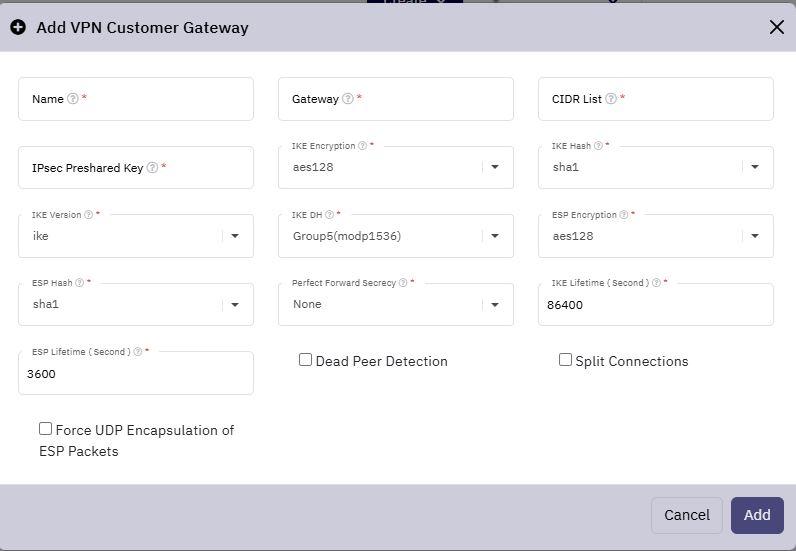 Create
Add VPN Customer Gateway
Name ? *
Gateway ? *
CIDR List ? *
IPsec Preshared Key ? *
IKE Encryption ? *
aes128
IKE Hash ? *
sha1
IKE Version ? *
ike
IKE DH ? *
Group5(modp1536)
ESP Encryption ? *
aes128
ESP Hash ? *
sha1
Perfect Forward Secrecy ? *
None
IKE Lifetime ( Second ) ? *
86400
ESP Lifetime ( Second ) ? *
3600
Dead Peer Detection
Split Connections
Force UDP Encapsulation of
ESP Packets
Cancel
Add